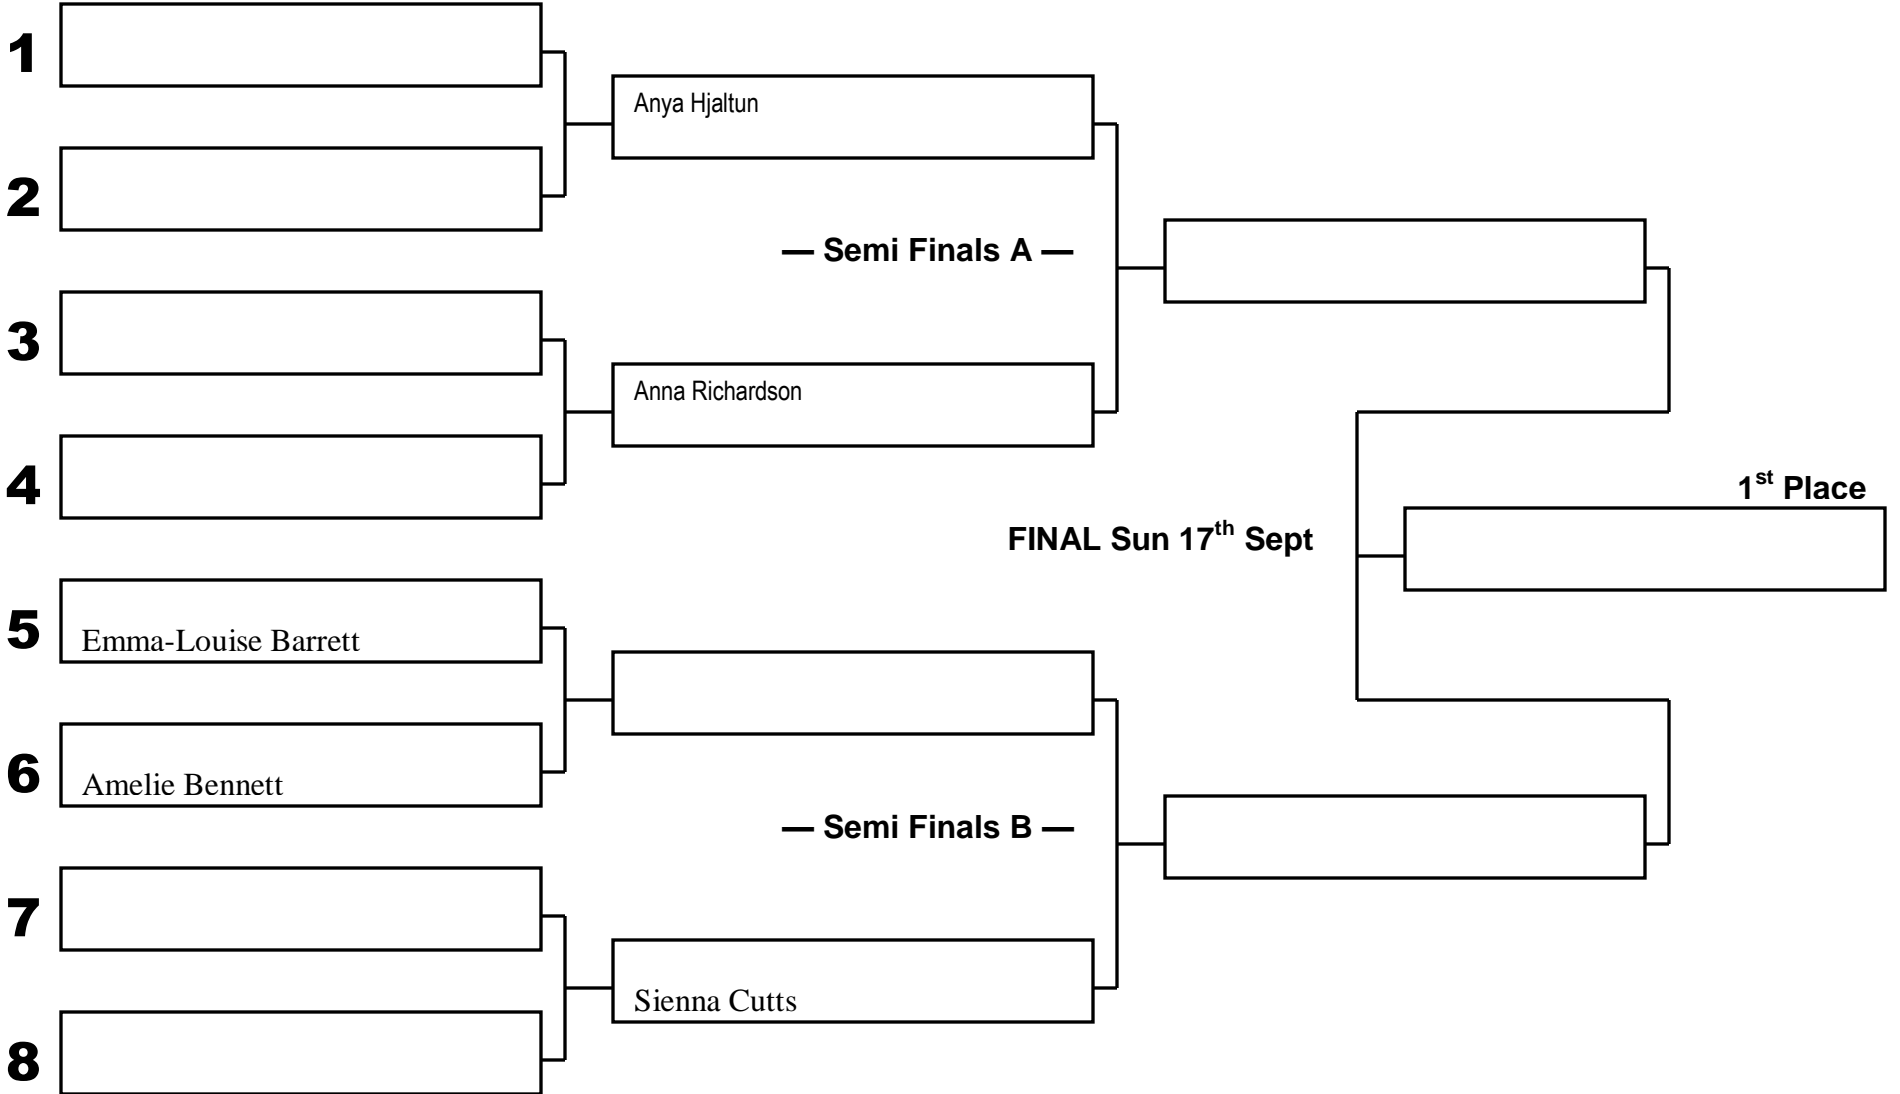 1
Anya Hjaltun
2
— Semi Finals A —
3
Anna Richardson
4
1st Place
FINAL Sun 17th Sept
5
Emma-Louise Barrett
6
Amelie Bennett
— Semi Finals B —
7
Sienna Cutts
8